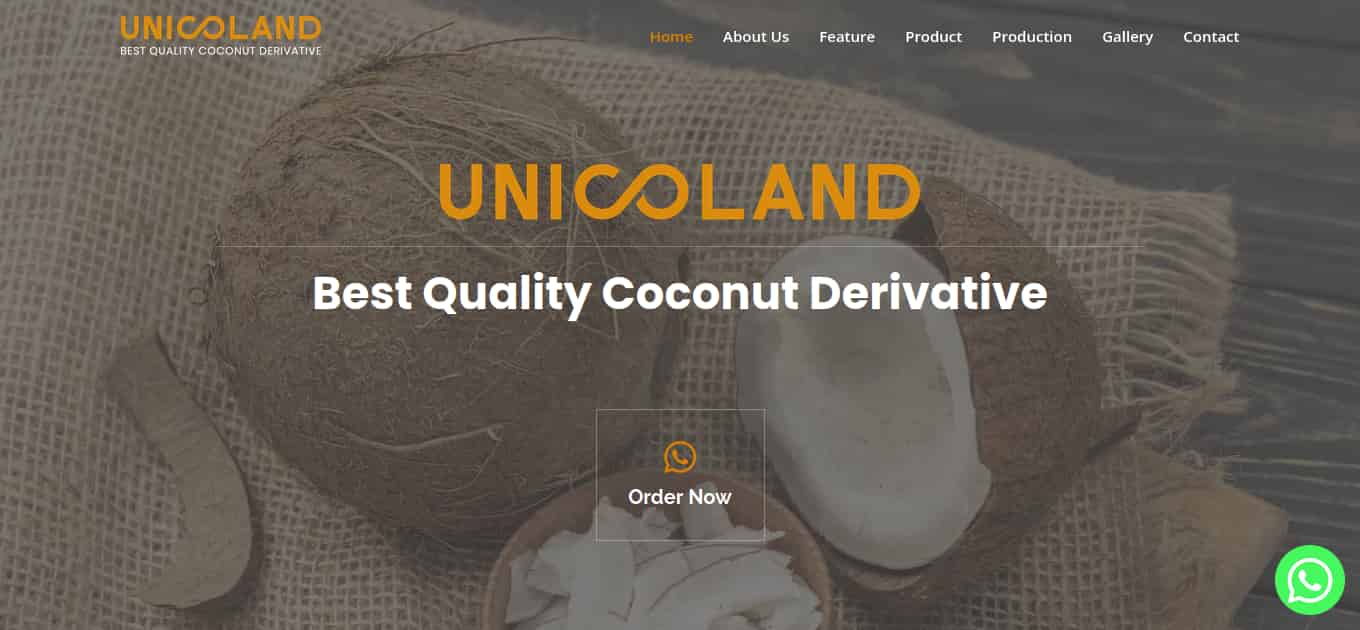 UNICOLAND
BEST QUALITY COCONUT DERIVATIVE
Home About Us Feature Product Production Gallery Contact
UNICOLAND
Best Quality Coconut Derivative
Order Now